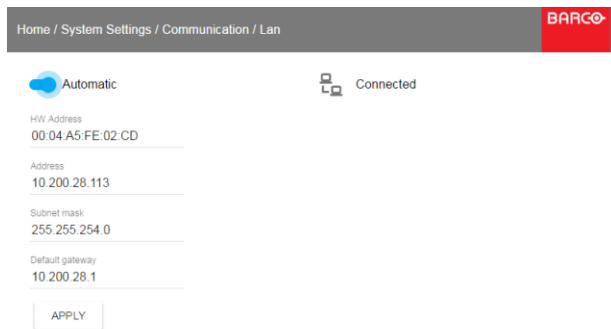 Home / System Settings / Communication / Lan
BARCO
Automatic
Connected
HW Address
00:04:A5:FE:02:CD
Address
10.200.28.113
Subnet mask
255.255.254.0
Default gateway
10.200.28.1
APPLY